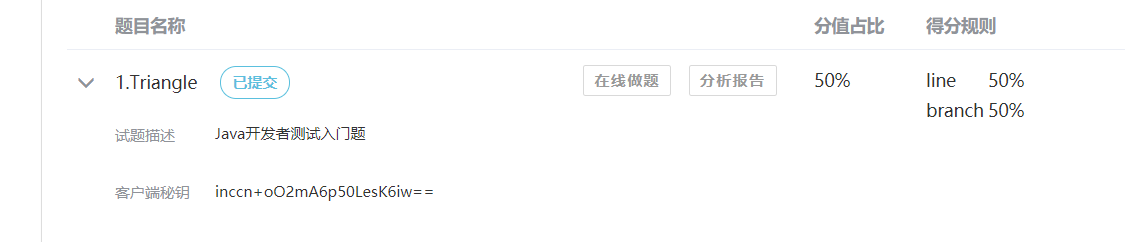 题目名称 分值占比 得分规则
1.Triangle 已提交 在线做题 分析报告 50% line 50%
branch 50%
试题描述 Java开发者测试入门题
客户端秘钥 inccn+oO2mA6p50LesK6iw==